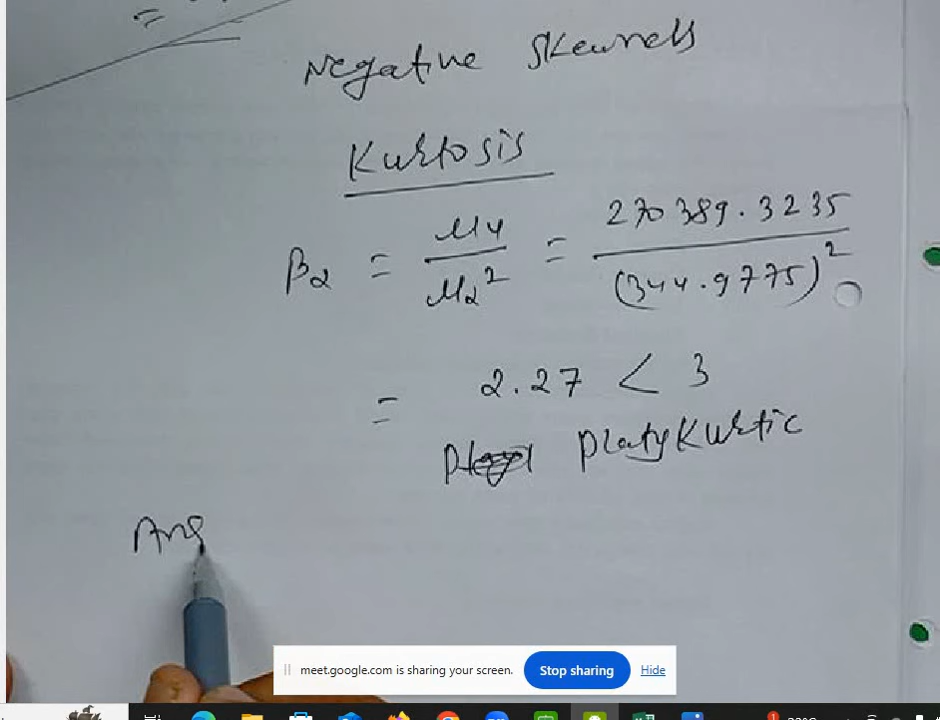 =
Negative Skewness
Kurtosis
β2 = μ4 / μ2² = 270389.3235 / (344.9775)²
= 2.27 < 3
Platykurtic
Ans
meet.google.com is sharing your screen. Stop sharing Hide